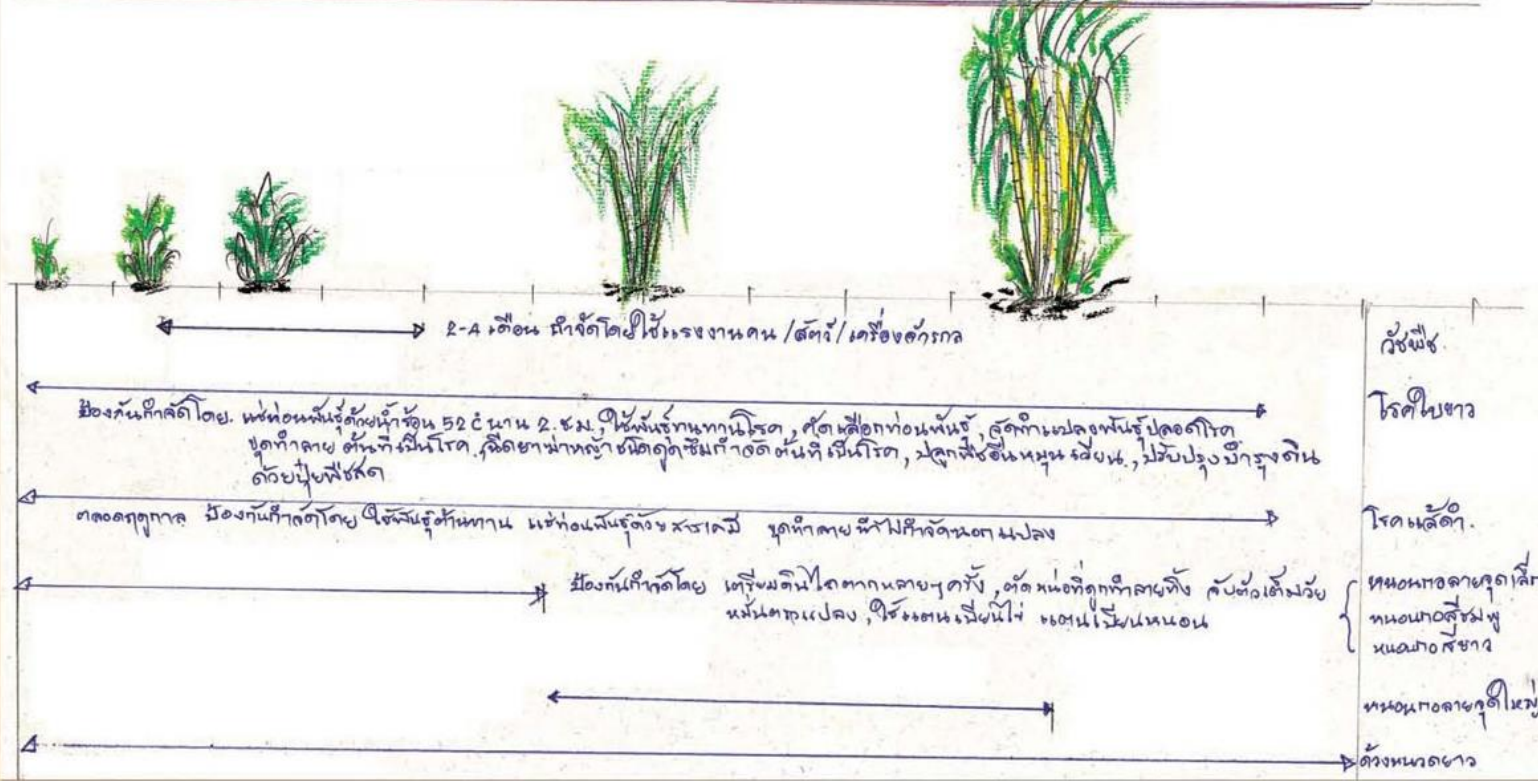 2-4 เดือน กำจัดโดยใช้แรงงานคน / สัตว์ / เครื่องจักรกล
วัชพืช
ป้องกันกำจัดโดย. แช่ท่อนพันธุ์ด้วยน้ำร้อน 52 ํC นาน 2. ช.ม., ใช้พันธุ์ทนทานโรค, คัดเลือกท่อนพันธุ์, จัดทำแปลงพันธุ์ปลอดโรค
โรคใบขาว
ขุดทำลาย ต้นที่เป็นโรค, ฉีดยาฆ่าหญ้าชนิดดูดซึมกำจัดต้นที่เป็นโรค, ปลูกพืชอื่นหมุนเวียน., ปรับปรุงบำรุงดิน
ด้วยปุ๋ยพืชสด
ตลอดฤดูกาล ป้องกันกำจัดโดย ใช้พันธุ์ต้านทาน แช่ท่อนพันธุ์ด้วยสารเคมี ขุดทำลาย กำจัดนอกแปลง
โรคแส้ดำ.
ป้องกันกำจัดโดย เตรียมดินไถตากหลายๆครั้ง, ตัดหน่อที่ถูกทำลายทิ้ง จับตัวเต็มวัย
หมั่นตรวจแปลง, ใช้แตนเบียนไข่ แตนเบียนหนอน
หนอนกอลายจุดเล็ก
หนอนกอสีชมพู
หนอนกอสีขาว
หนอนกอลายจุดใหญ่
ด้วงหนวดยาว